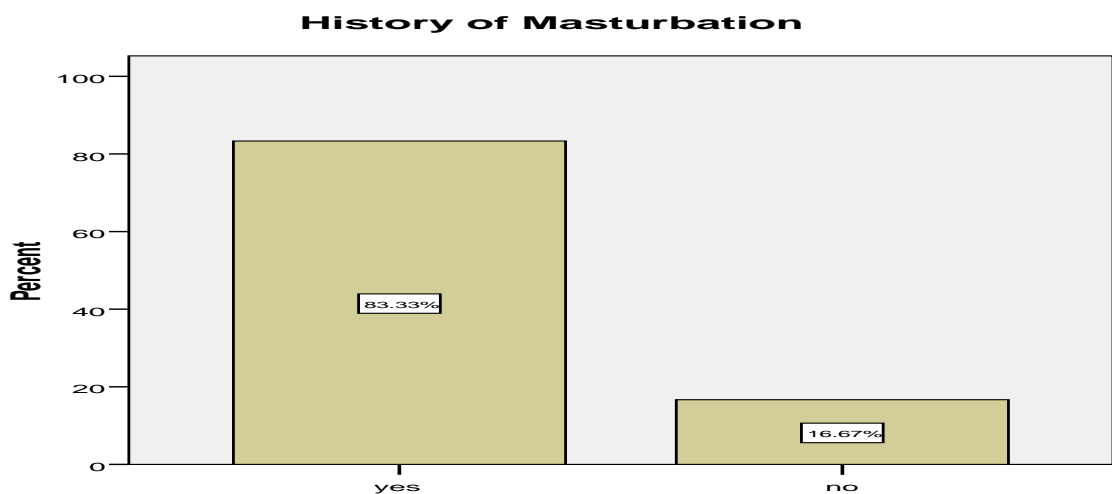 History of Masturbation
100
80
60
40
20
0
Percent
83.33%
16.67%
yes
no